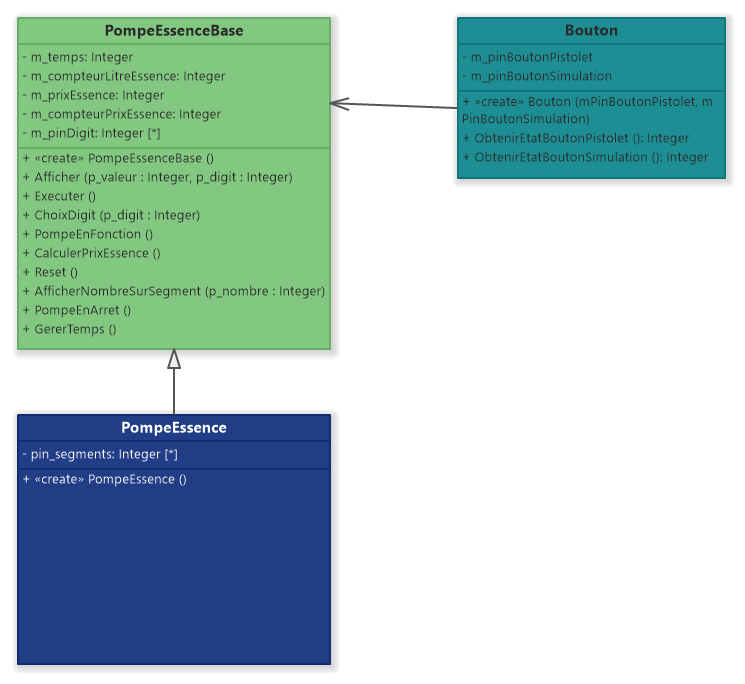 PompeEssenceBase
- m_temps: Integer
- m_compteurLitreEssence: Integer
- m_prixEssence: Integer
- m_compteurPrixEssence: Integer
- m_pinDigit: Integer [*]
+ «create» PompeEssenceBase ()
+ Afficher (p_valeur : Integer, p_digit : Integer)
+ Executer ()
+ ChoixDigit (p_digit : Integer)
+ PompeEnFonction ()
+ CalculerPrixEssence ()
+ Reset ()
+ AfficherNombreSurSegment (p_nombre : Integer)
+ PompeEnArret ()
+ GererTemps ()
Bouton
- m_pinBoutonPistolet
- m_pinBoutonSimulation
+ «create» Bouton (mPinBoutonPistolet, m
PinBoutonSimulation)
+ ObtenirEtatBoutonPistolet (): Integer
+ ObtenirEtatBoutonSimulation (): Integer
PompeEssence
- pin_segments: Integer [*]
+ «create» PompeEssence ()